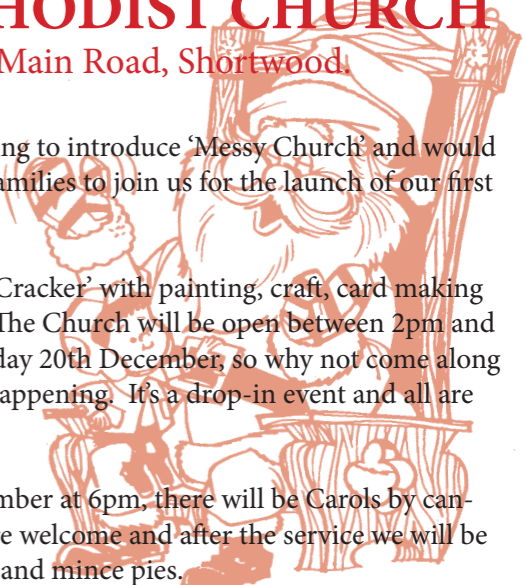 HODIST CHURCH
Main Road, Shortwood.
ng to introduce ‘Messy Church’ and would
amilies to join us for the launch of our first
Cracker’ with painting, craft, card making
The Church will be open between 2pm and
day 20th December, so why not come along
appening. It’s a drop-in event and all are
mber at 6pm, there will be Carols by can-
e welcome and after the service we will be
and mince pies.